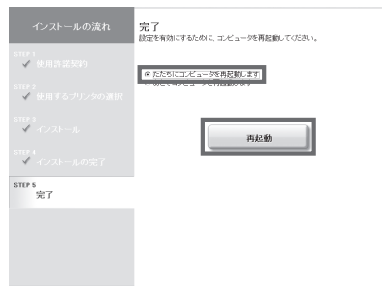 インストールの流れ
STEP 1
使用許諾契約
STEP 2
使用するプリンタの選択
STEP 3
インストール
STEP 4
インストールの完了
STEP 5
完了
完了
設定を有効にするために、コンピュータを再起動してください。
ただちにコンピュータを再起動します
再起動